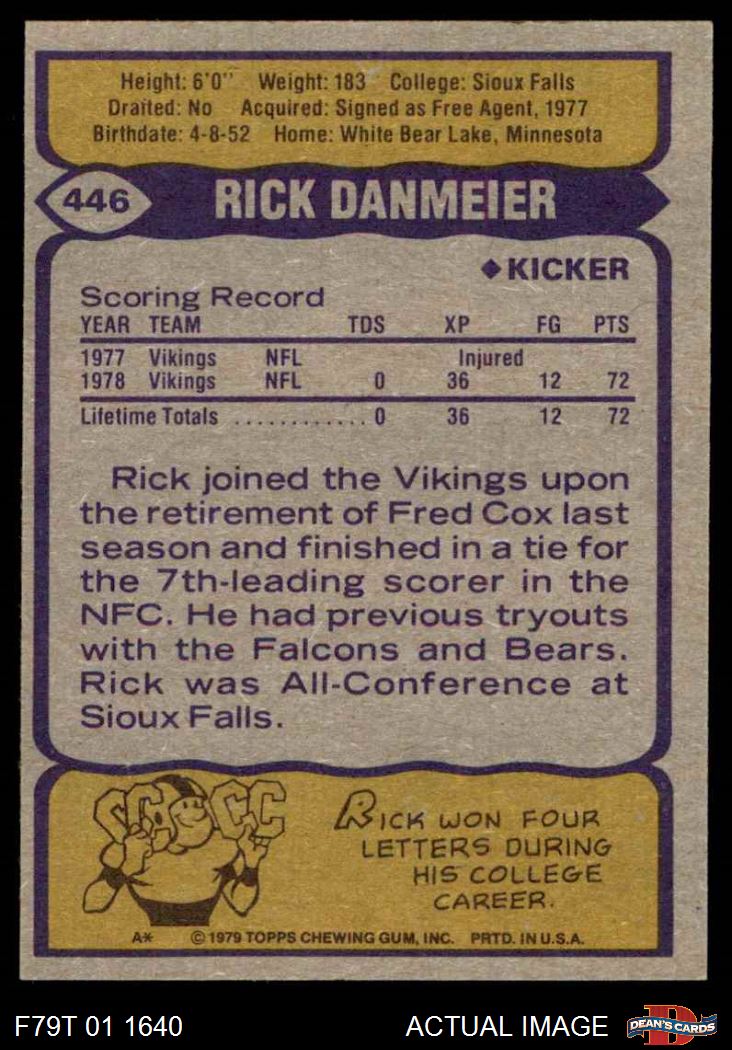 Height: 6'0" Weight: 183 College: Sioux Falls
Drafted: No Acquired: Signed as Free Agent, 1977
Birthdate: 4-8-52 Home: White Bear Lake, Minnesota
446 RICK DANMEIER
◆KICKER
Scoring Record
YEAR TEAM TDS XP FG PTS
1977 Vikings NFL Injured
1978 Vikings NFL 0 36 12 72
Lifetime Totals ............ 0 36 12 72
Rick joined the Vikings upon
the retirement of Fred Cox last
season and finished in a tie for
the 7th-leading scorer in the
NFC. He had previous tryouts
with the Falcons and Bears.
Rick was All-Conference at
Sioux Falls.
CC CC
RICK WON FOUR
LETTERS DURING
HIS COLLEGE
CAREER.
A* © 1979 TOPPS CHEWING GUM, INC. PRTD. IN U.S.A.
F79T 01 1640 ACTUAL IMAGE D DEAN'S CARDS